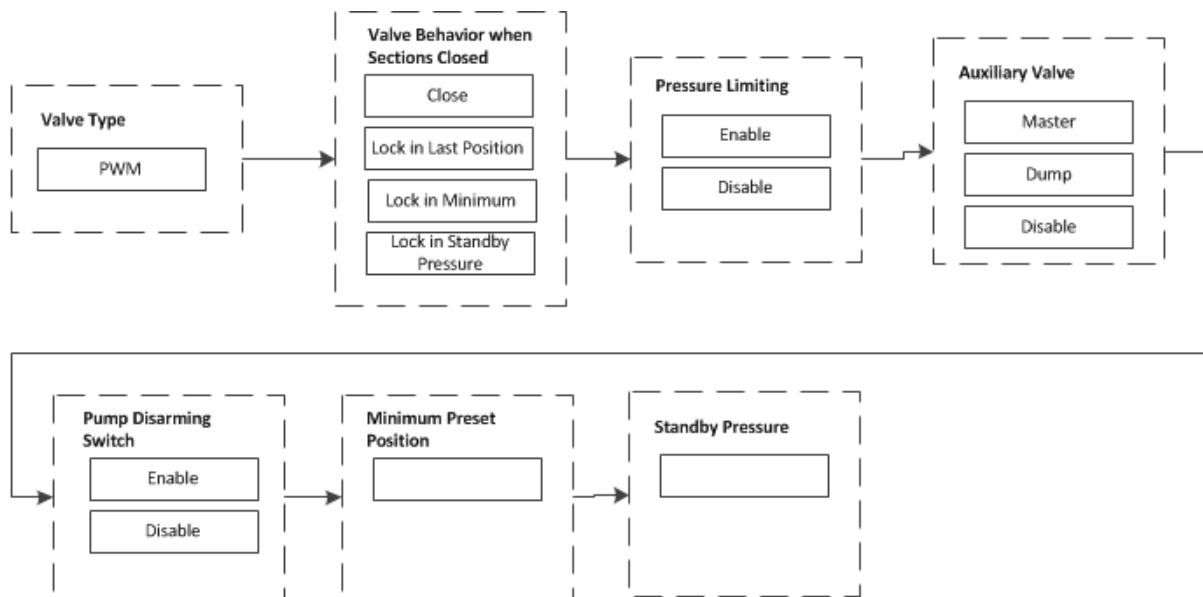 Valve Type
PWM
Valve Behavior when
Sections Closed
Close
Lock in Last Position
Lock in Minimum
Lock in Standby
Pressure
Pressure Limiting
Enable
Disable
Auxiliary Valve
Master
Dump
Disable
Pump Disarming
Switch
Enable
Disable
Minimum Preset
Position
Standby Pressure